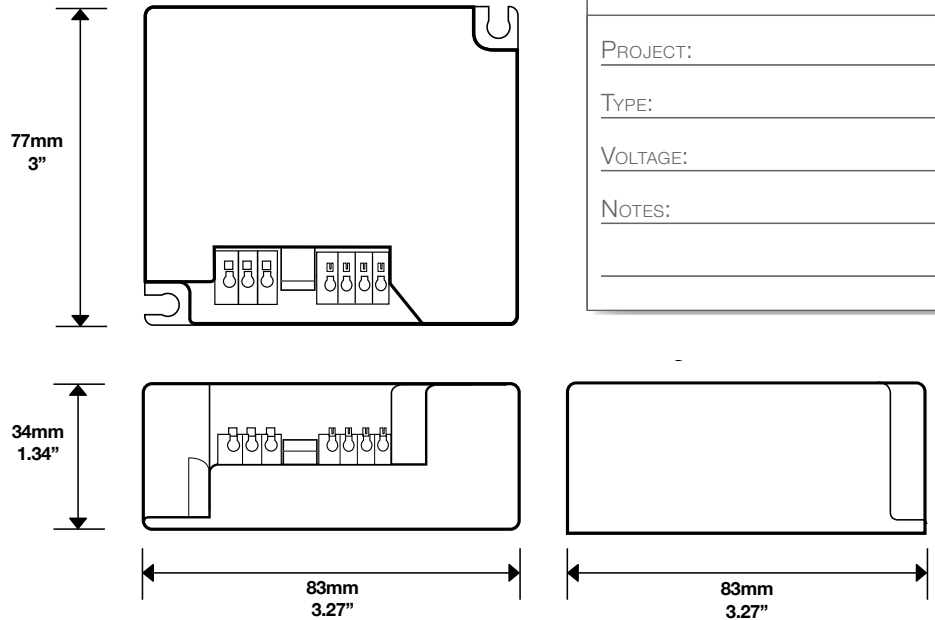 77mm
3”
PROJECT:
TYPE:
VOLTAGE:
NOTES:
34mm
1.34”
83mm
3.27”
83mm
3.27”